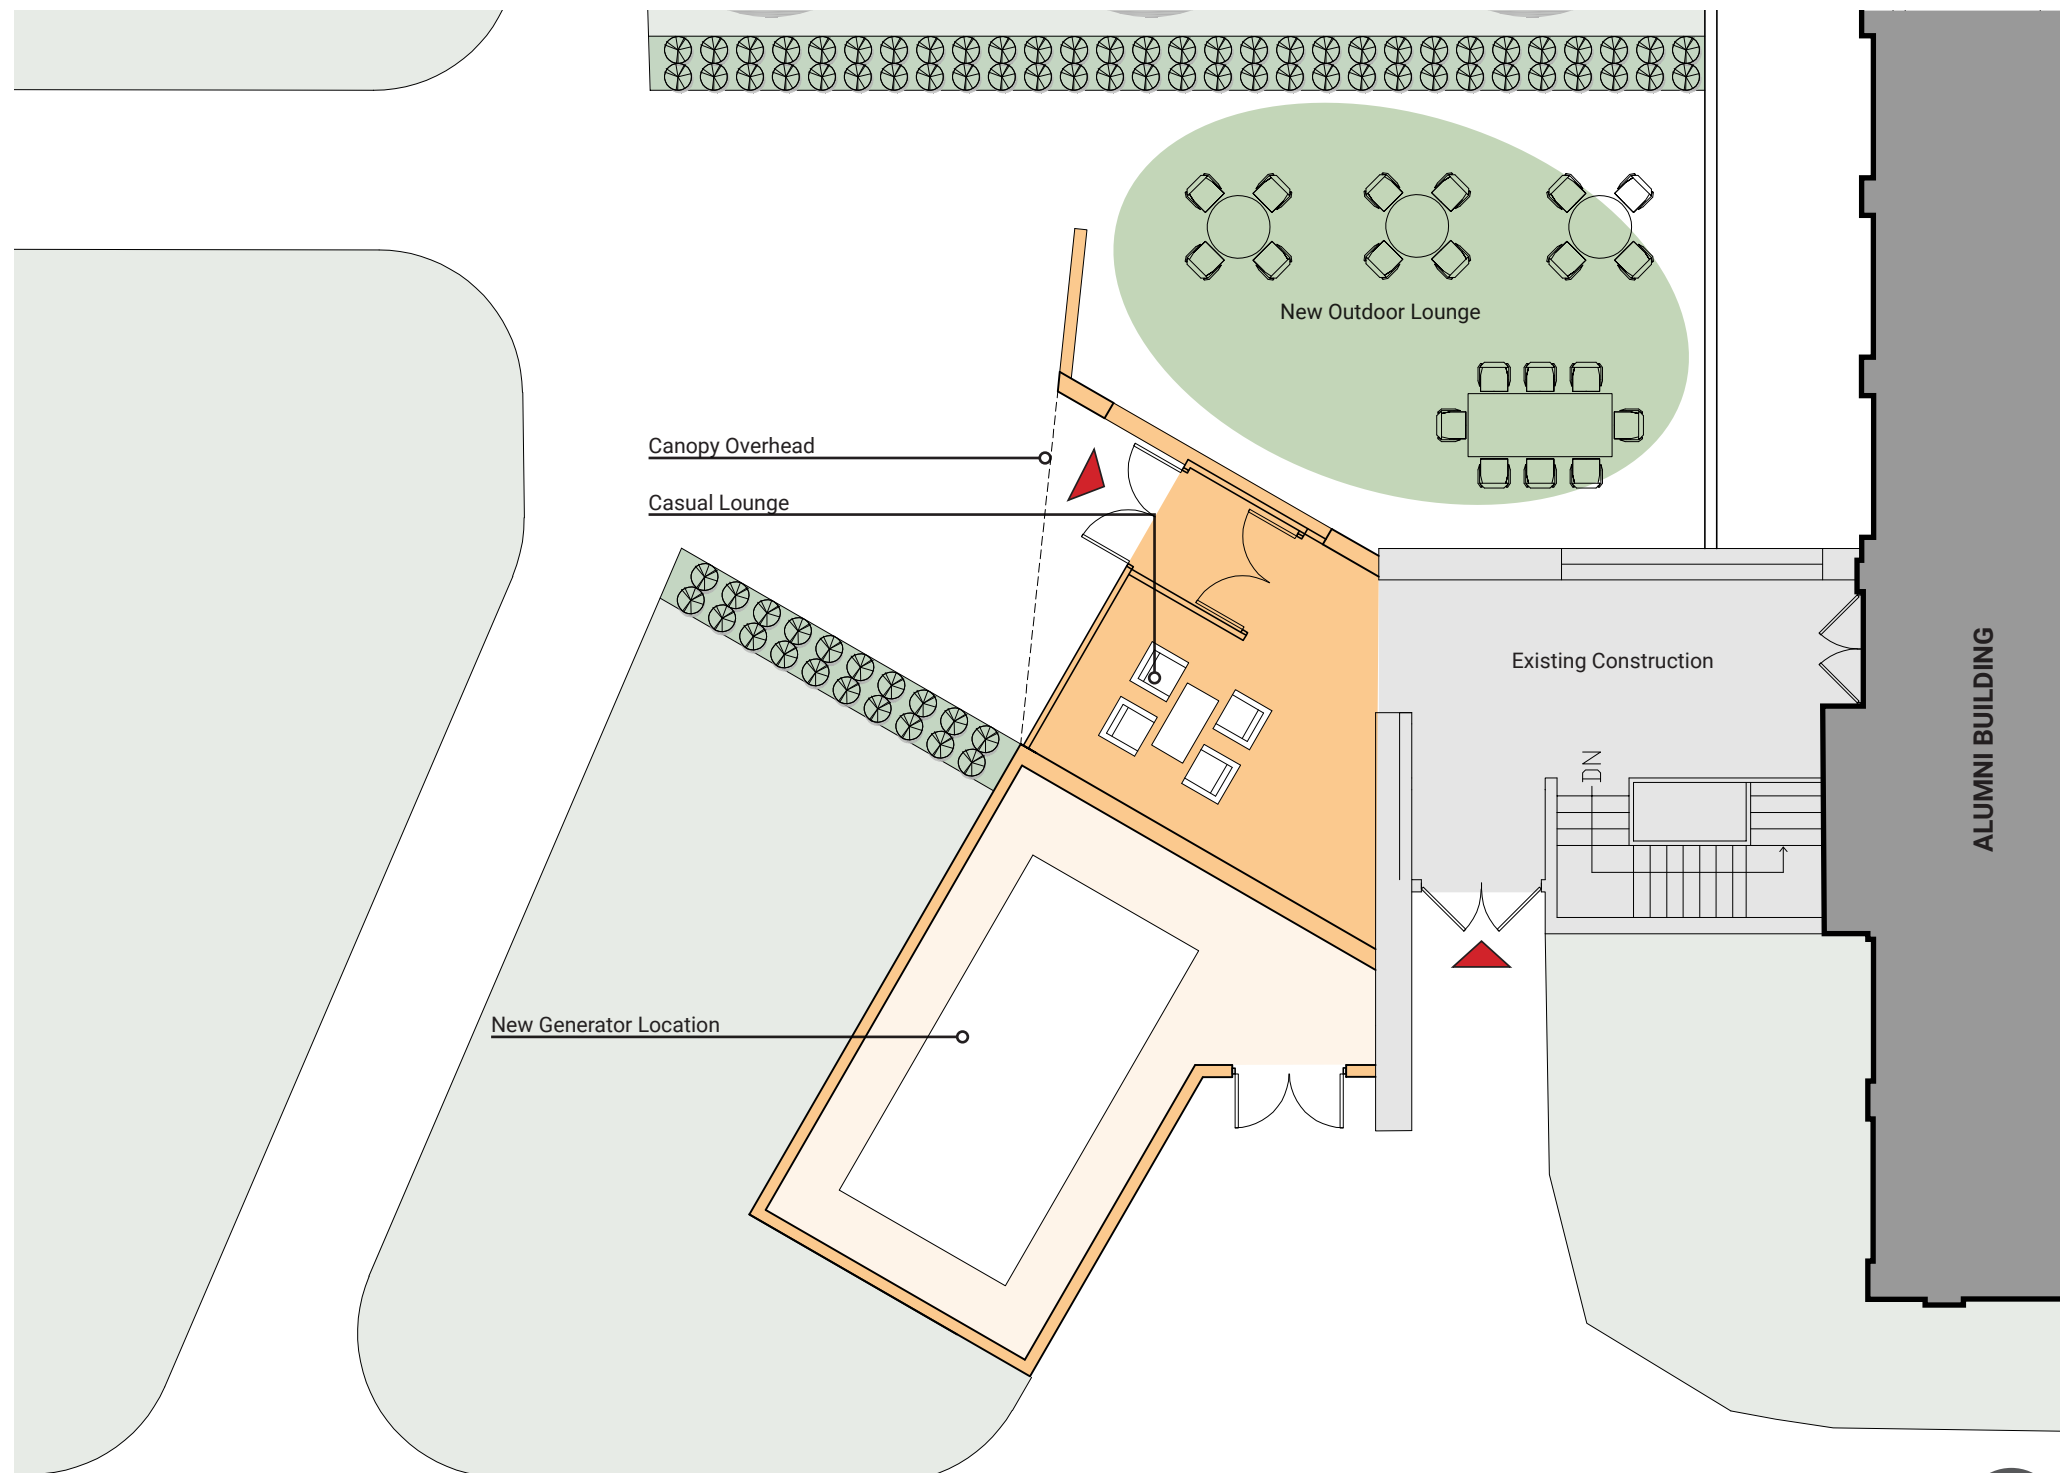 New Outdoor Lounge
Canopy Overhead
Casual Lounge
Existing Construction
ALUMNI BUILDING
DN
New Generator Location